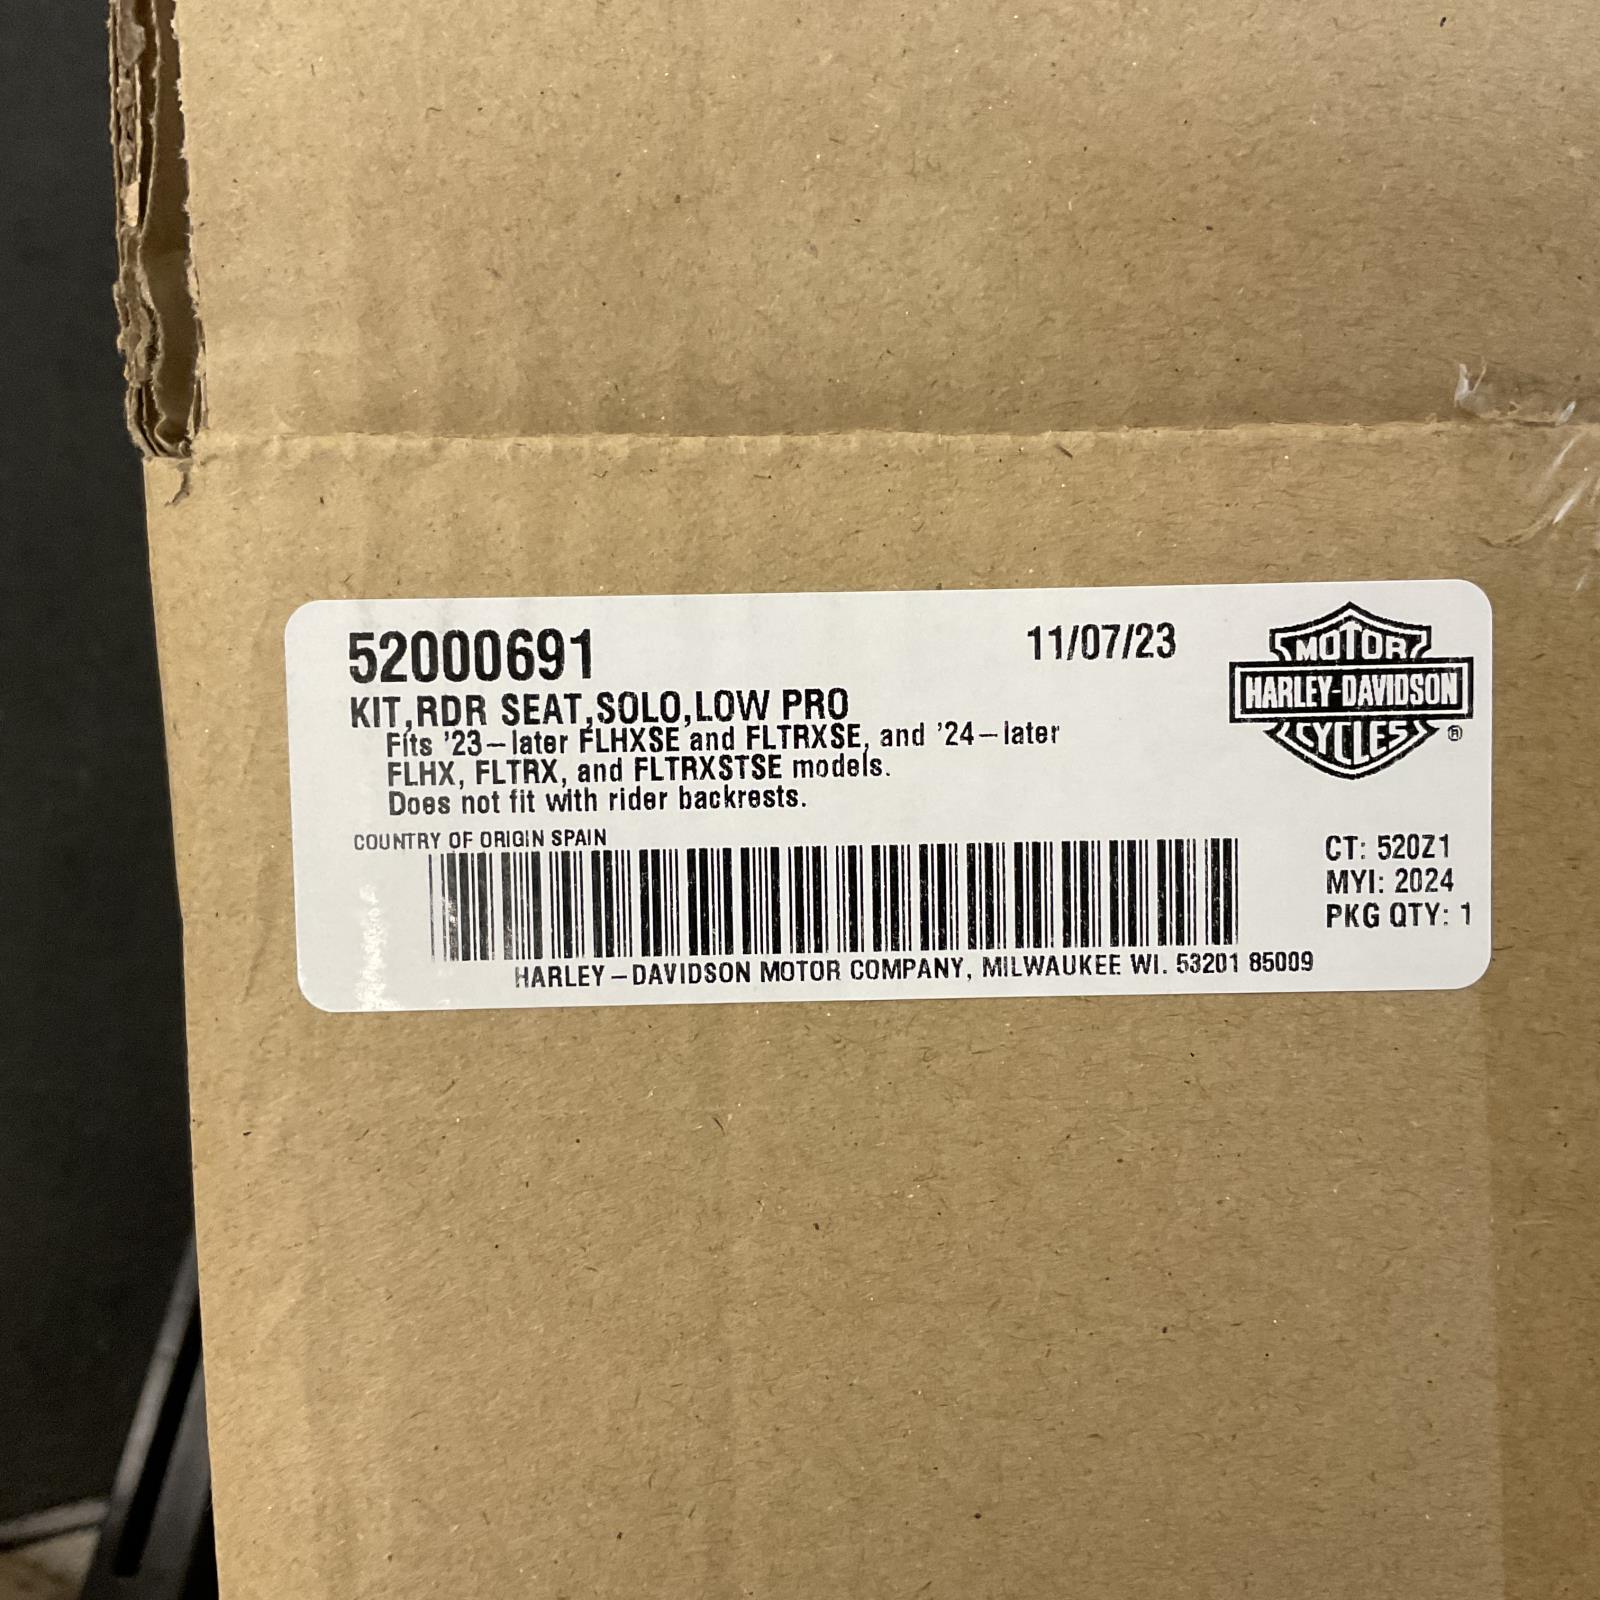 52000691
11/07/23
KIT,RDR SEAT,SOLO,LOW PRO
Fits '23–later FLHXSE and FLTRXSE, and '24–later
FLHX, FLTRX, and FLTRXSTSE models.
Does not fit with rider backrests.
MOTOR
HARLEY-DAVIDSON
CYCLES ®
COUNTRY OF ORIGIN SPAIN
CT: 520Z1
MYI: 2024
PKG QTY: 1
HARLEY–DAVIDSON MOTOR COMPANY, MILWAUKEE WI. 53201 85009